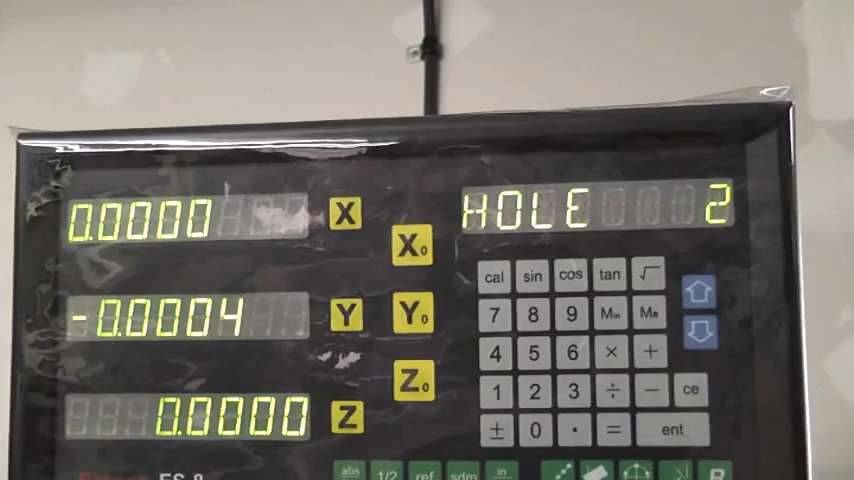 0.0000 X HOLE 2
X0
cal sin cos tan √
-0.0004 Y Y0
7 8 9 Min MR
4 5 6 × +
Z0
1 2 3 ÷ − ce
0.0000 Z
± 0 . = ent
abs 1/2 ref sdm in R
ES-8